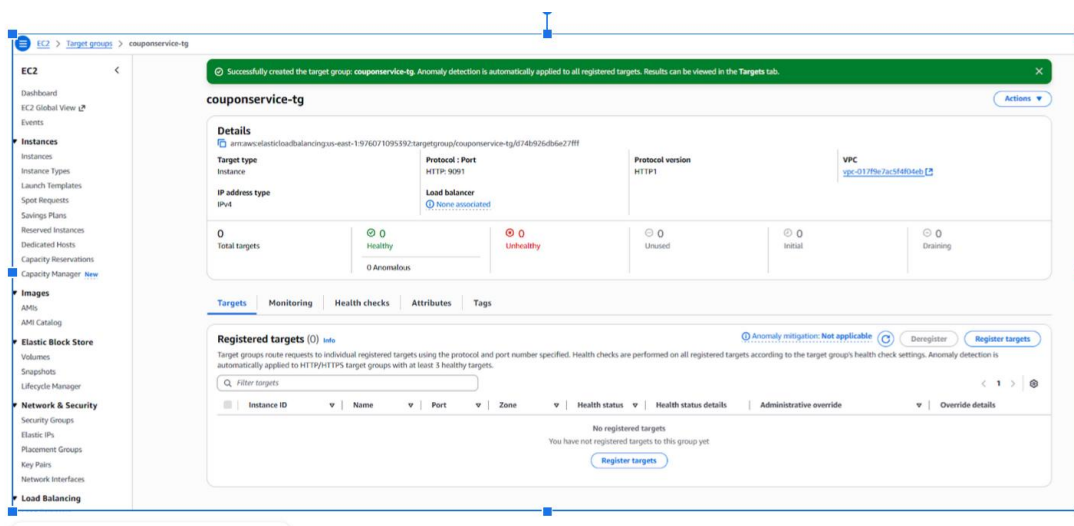 EC2 > Target groups > couponservice-tg
EC2
Dashboard
EC2 Global View
Events
Instances
Instances
Instance Types
Launch Templates
Spot Requests
Savings Plans
Reserved Instances
Dedicated Hosts
Capacity Reservations
Capacity Manager New
Images
AMIs
AMI Catalog
Elastic Block Store
Volumes
Snapshots
Lifecycle Manager
Network & Security
Security Groups
Elastic IPs
Placement Groups
Key Pairs
Network Interfaces
Load Balancing
Successfully created the target group: couponservice-tg. Anomaly detection is automatically applied to all registered targets. Results can be viewed in the Targets tab.
couponservice-tg
Actions
Details
arn:aws:elasticloadbalancing:us-east-1:976071095392:targetgroup/couponservice-tg/d74b926db6e27fff
Target type
Instance
Protocol : Port
HTTP: 9091
Protocol version
HTTP1
VPC
vpc-017f9e7ac5f4f04eb
IP address type
IPv4
Load balancer
None associated
0
Total targets
0
Healthy
0 Anomalous
0
Unhealthy
0
Unused
0
Initial
0
Draining
Targets Monitoring Health checks Attributes Tags
Registered targets (0) Info
Anomaly mitigation: Not applicable
Deregister
Register targets
Target groups route requests to individual registered targets using the protocol and port number specified. Health checks are performed on all registered targets according to the target group's health check settings. Anomaly detection is
automatically applied to HTTP/HTTPS target groups with at least 3 healthy targets.
Filter targets
1
Instance ID Name Port Zone Health status Health status details Administrative override Override details
No registered targets
You have not registered targets to this group yet
Register targets